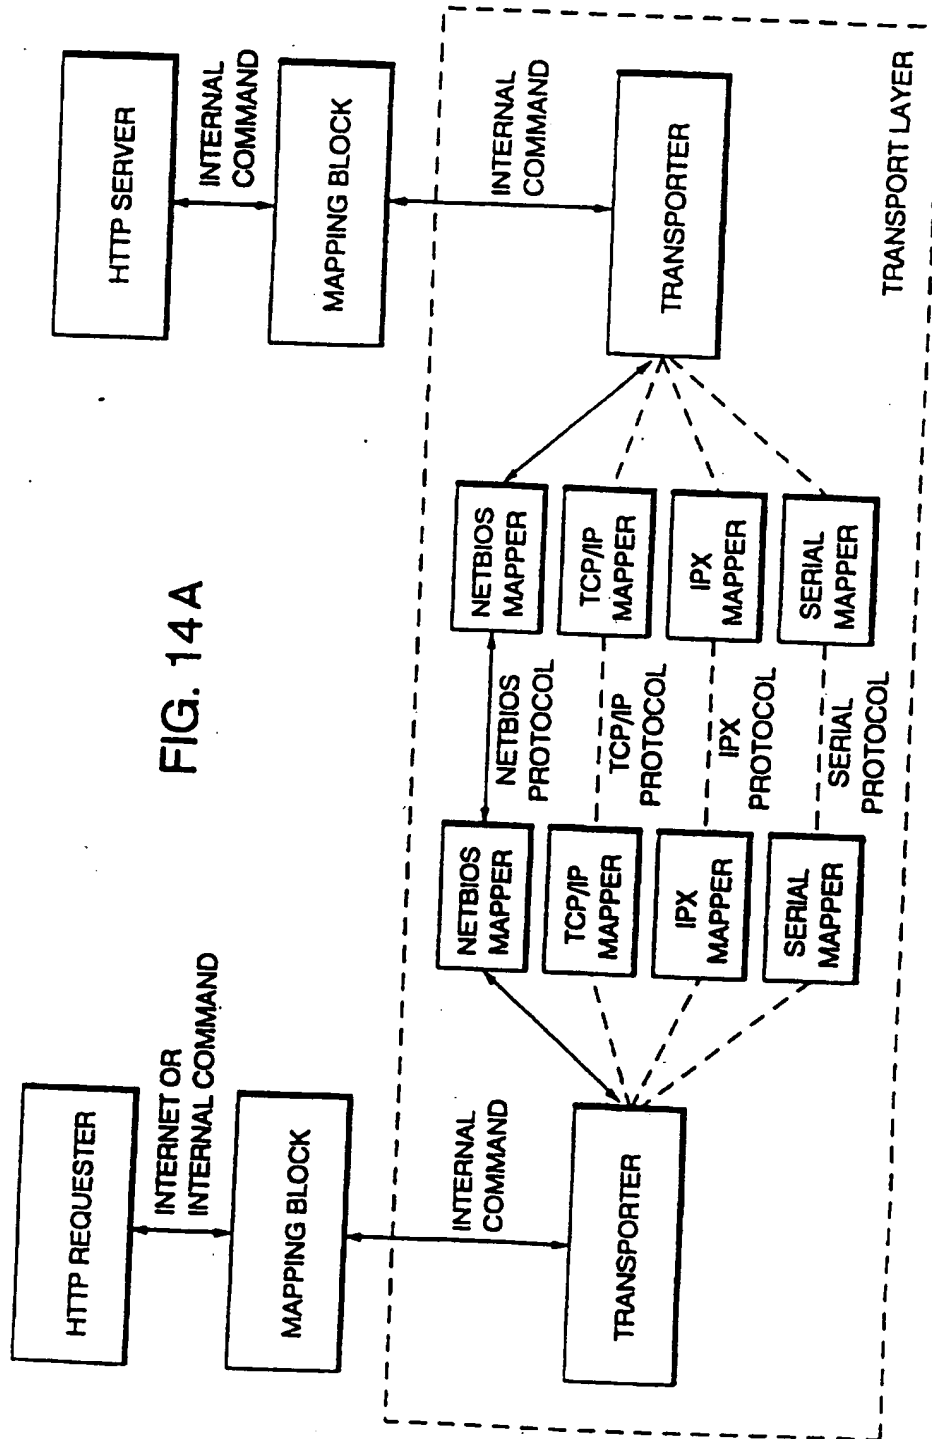 FIG. 14A
HTTP REQUESTER
INTERNET OR
INTERNAL COMMAND
MAPPING BLOCK
INTERNAL
COMMAND
TRANSPORTER
NETBIOS
MAPPER
TCP/IP
MAPPER
IPX
MAPPER
SERIAL
MAPPER
NETBIOS
PROTOCOL
TCP/IP
PROTOCOL
IPX
PROTOCOL
SERIAL
PROTOCOL
NETBIOS
MAPPER
TCP/IP
MAPPER
IPX
MAPPER
SERIAL
MAPPER
HTTP SERVER
INTERNAL
COMMAND
MAPPING BLOCK
INTERNAL
COMMAND
TRANSPORTER
TRANSPORT LAYER